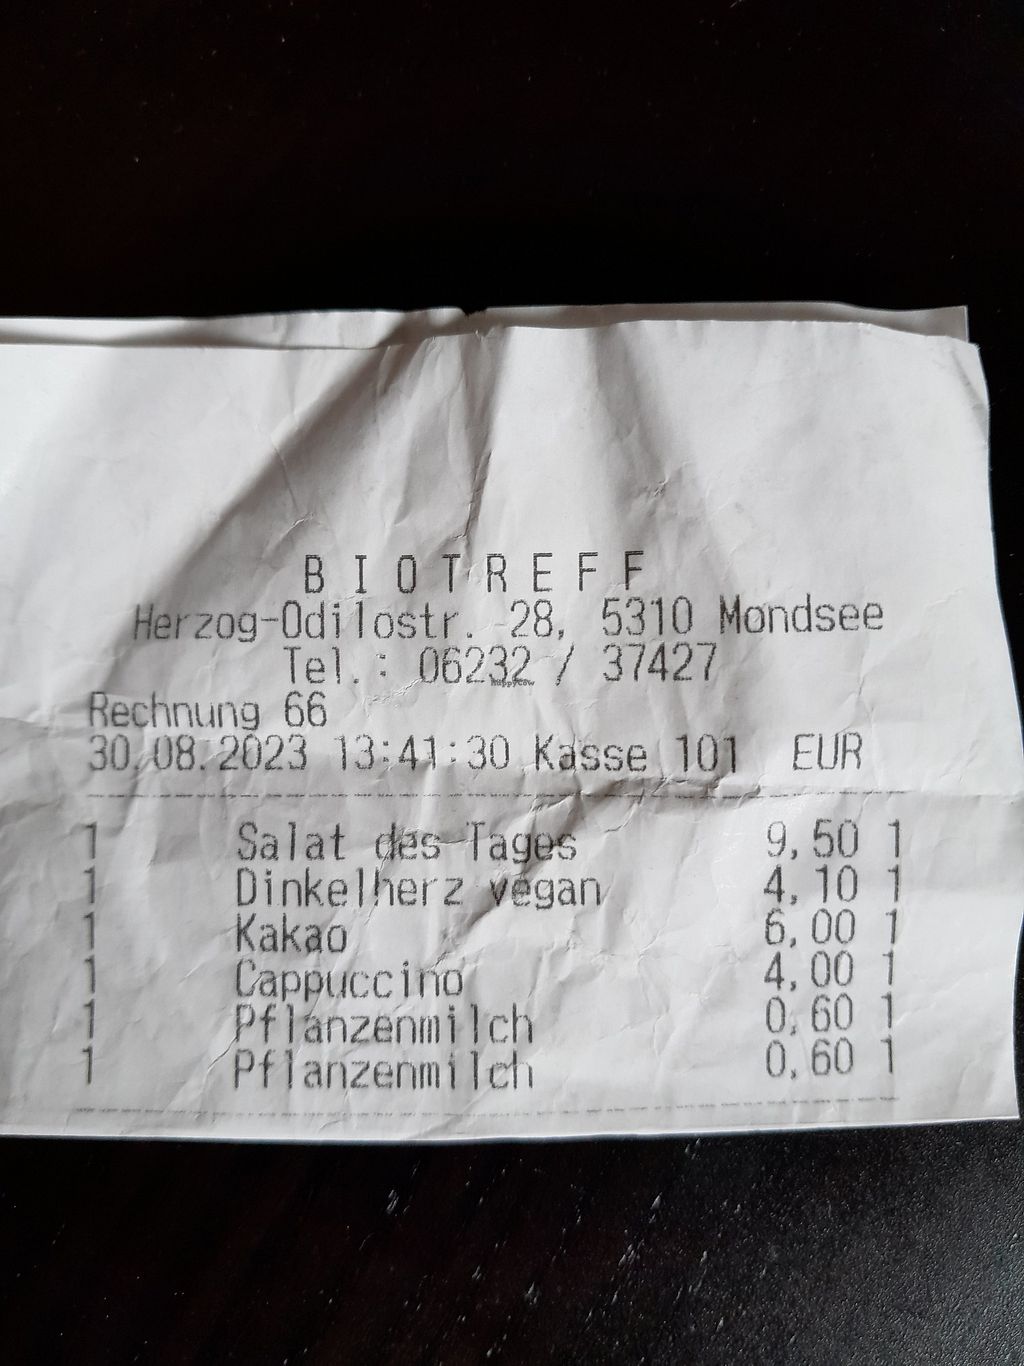 B I O T R E F F
Herzog-Odilostr. 28, 5310 Mondsee
Tel.: 06232 / 37427
happycow
Rechnung 66
30.08.2023 13:41:30 Kasse 101 EUR
1 Salat des Tages 9,50 1
1 Dinkelherz vegan 4,10 1
1 Kakao 6,00 1
1 Cappuccino 4,00 1
1 Pflanzenmilch 0,60 1
1 Pflanzenmilch 0,60 1